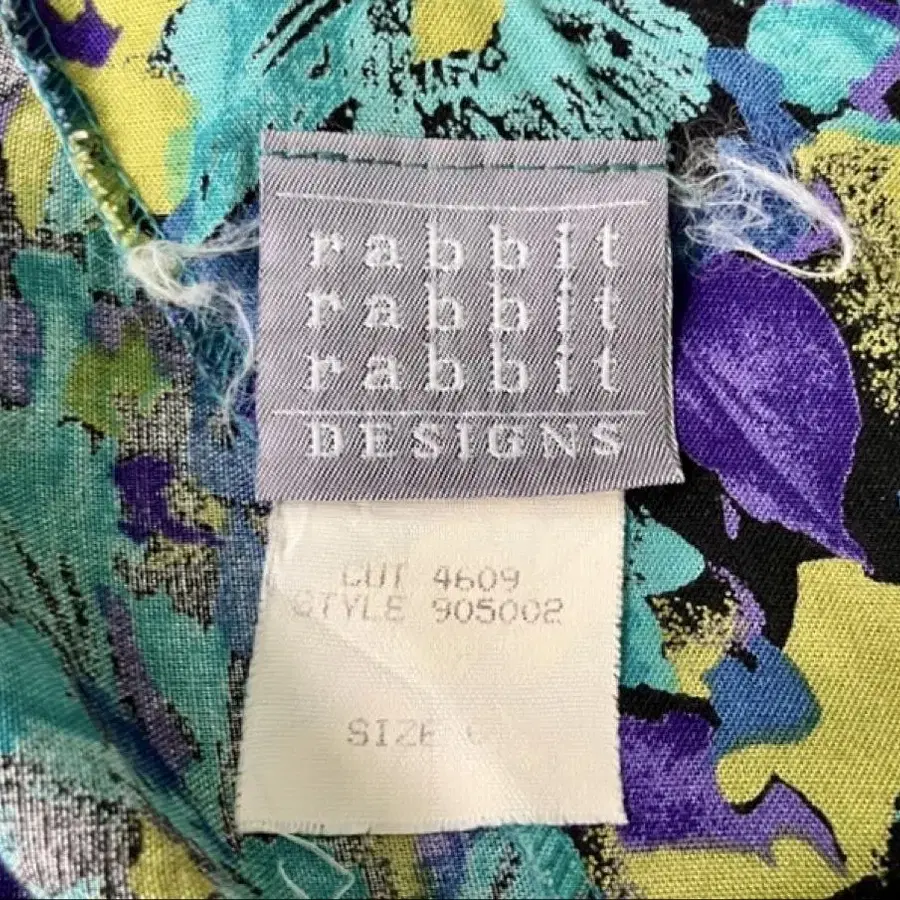 rabbit
rabbit
rabbit
DESIGNS
CUT 4609
STYLE 905002
SIZE